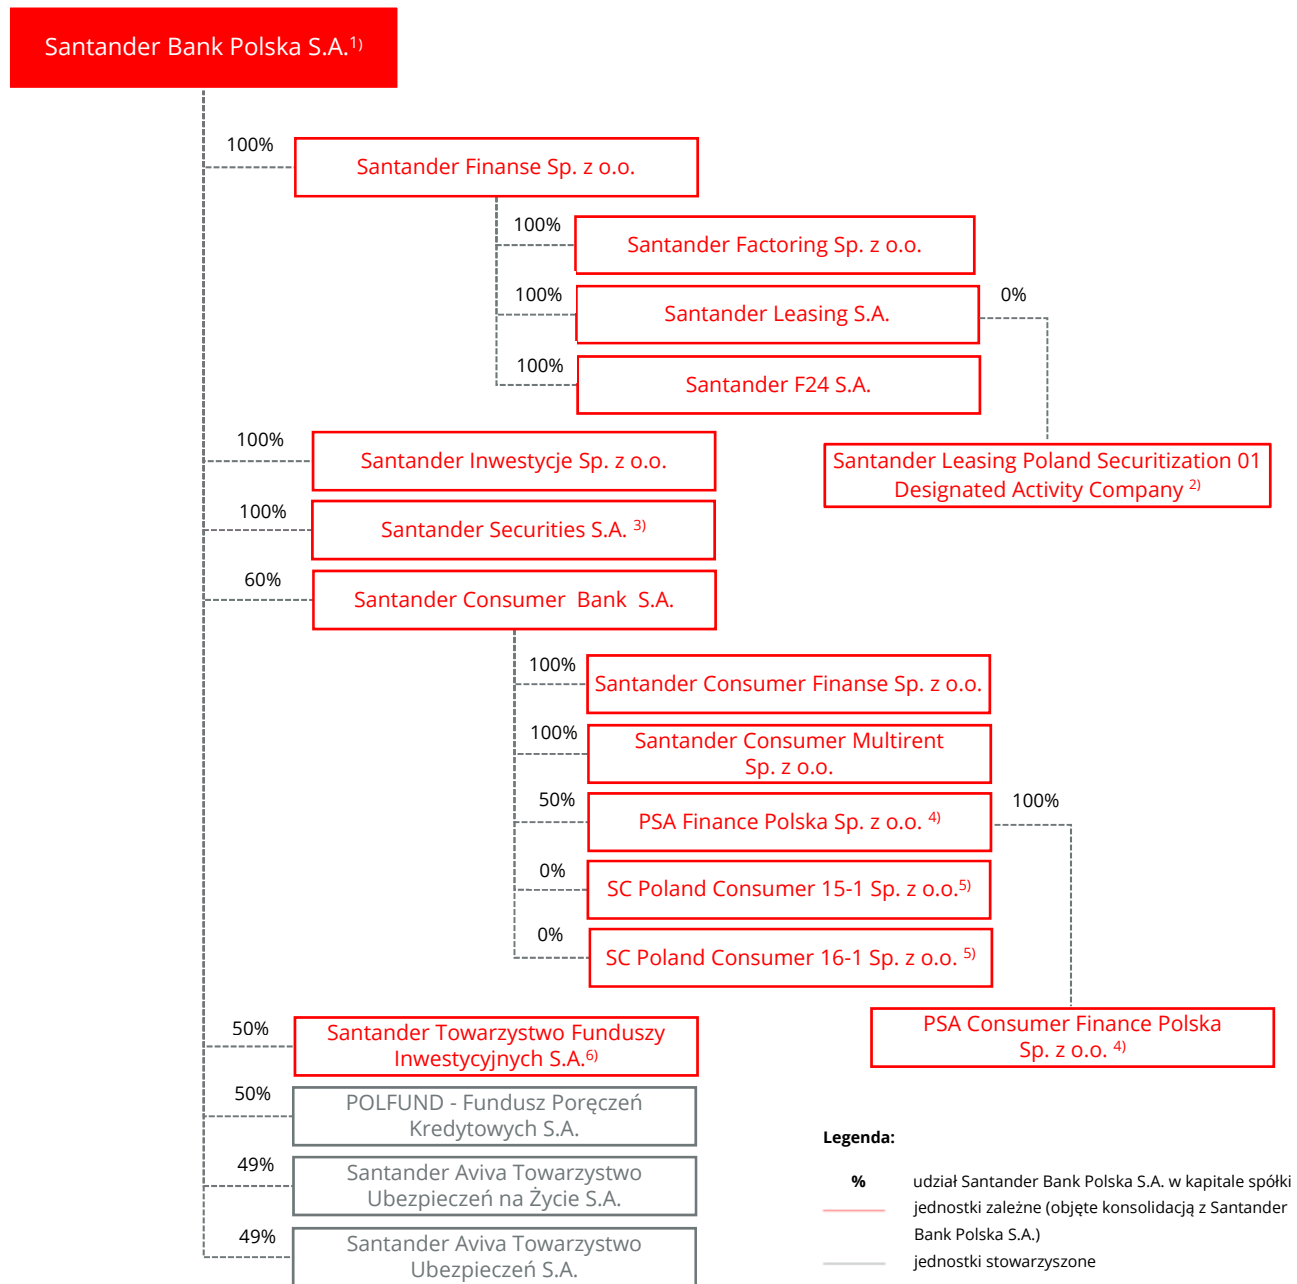 Santander Bank Polska S.A.1)
100%
Santander Finanse Sp. z o.o.
100%
Santander Factoring Sp. z o.o.
100%
Santander Leasing S.A.
0%
100%
Santander F24 S.A.
100%
Santander Inwestycje Sp. z o.o.
Santander Leasing Poland Securitization 01
Designated Activity Company 2)
100%
Santander Securities S.A. 3)
60%
Santander Consumer Bank S.A.
100%
Santander Consumer Finanse Sp. z o.o.
100%
Santander Consumer Multirent
Sp. z o.o.
50%
PSA Finance Polska Sp. z o.o. 4)
100%
0%
SC Poland Consumer 15-1 Sp. z o.o.5)
0%
SC Poland Consumer 16-1 Sp. z o.o. 5)
PSA Consumer Finance Polska
Sp. z o.o. 4)
50%
Santander Towarzystwo Funduszy
Inwestycyjnych S.A.6)
50%
POLFUND - Fundusz Poręczeń
Kredytowych S.A.
49%
Santander Aviva Towarzystwo
Ubezpieczeń na Życie S.A.
49%
Santander Aviva Towarzystwo
Ubezpieczeń S.A.
Legenda:
% udział Santander Bank Polska S.A. w kapitale spółki
jednostki zależne (objęte konsolidacją z Santander
Bank Polska S.A.)
jednostki stowarzyszone